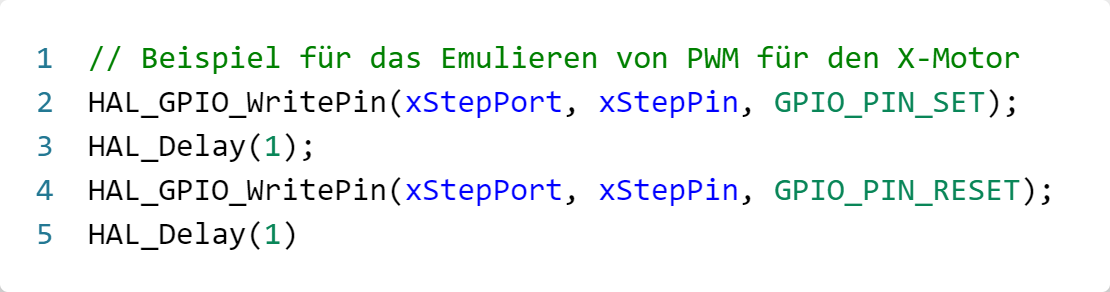 1 // Beispiel für das Emulieren von PWM für den X-Motor
2 HAL_GPIO_WritePin(xStepPort, xStepPin, GPIO_PIN_SET);
3 HAL_Delay(1);
4 HAL_GPIO_WritePin(xStepPort, xStepPin, GPIO_PIN_RESET);
5 HAL_Delay(1)